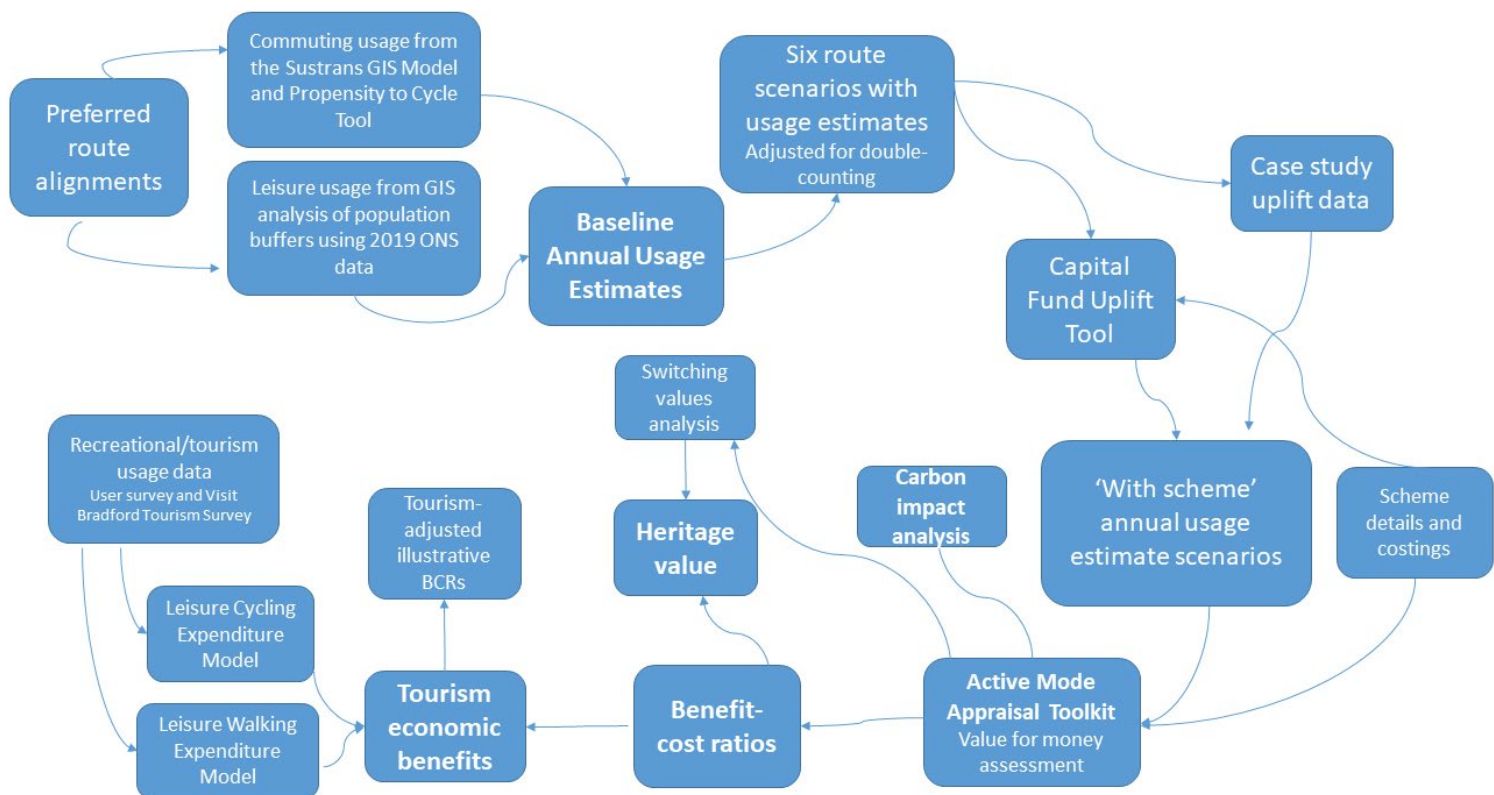 Preferred
route
alignments
Commuting usage from
the Sustrans GIS Model
and Propensity to Cycle
Tool
Leisure usage from GIS
analysis of population
buffers using 2019 ONS
data
Baseline
Annual Usage
Estimates
Six route
scenarios with
usage estimates
Adjusted for double-
counting
Case study
uplift data
Capital
Fund Uplift
Tool
Switching
values
analysis
Recreational/tourism
usage data
User survey and Visit
Bradford Tourism Survey
Tourism-
adjusted
illustrative
BCRs
Heritage
value
Carbon
impact
analysis
‘With scheme’
annual usage
estimate scenarios
Scheme
details and
costings
Leisure Cycling
Expenditure
Model
Leisure Walking
Expenditure
Model
Tourism
economic
benefits
Benefit-
cost ratios
Active Mode
Appraisal Toolkit
Value for money
assessment